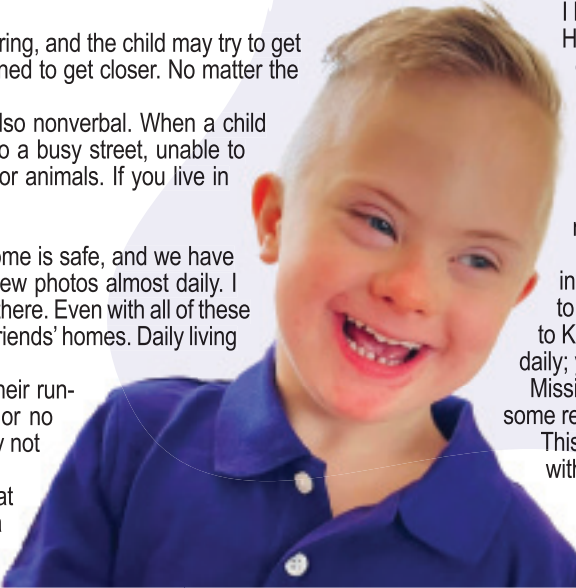 ring, and the child may try to get
ned to get closer. No matter the
lso nonverbal. When a child
o a busy street, unable to
or animals. If you live in
ome is safe, and we have
ew photos almost daily. I
there. Even with all of these
riends' homes. Daily living
heir run-
or no
y not
at
I
H
in
to
to K
daily;
Missi
some re
This
with